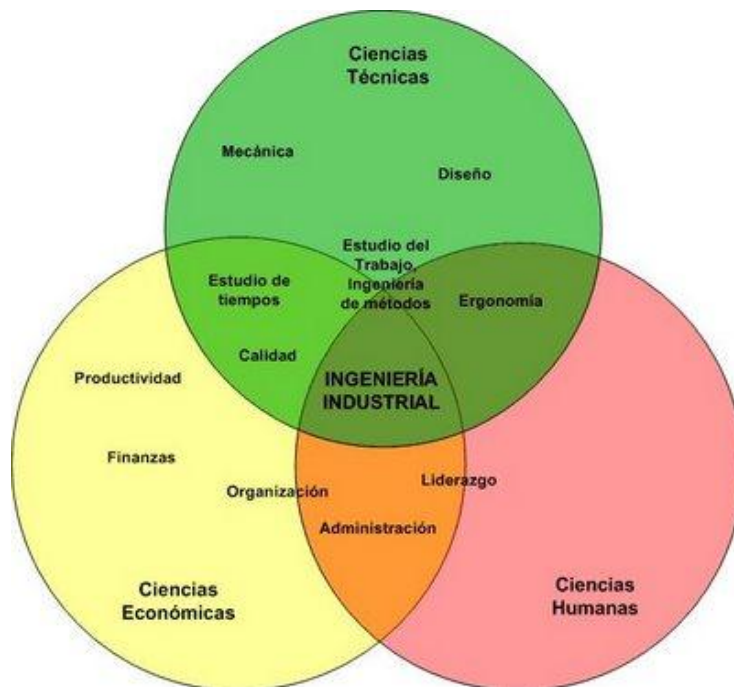 Ciencias
Técnicas
Mecánica
Diseño
Estudio del
Trabajo,
Ingeniería
de métodos
Estudio de
tiempos
Ergonomía
Calidad
Productividad
INGENIERÍA
INDUSTRIAL
Finanzas
Organización
Liderazgo
Administración
Ciencias
Económicas
Ciencias
Humanas